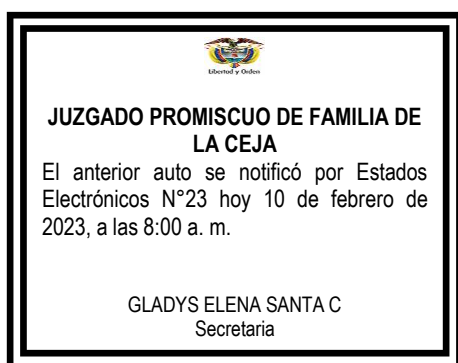 Libertad y Orden
JUZGADO PROMISCUO DE FAMILIA DE
LA CEJA
El anterior auto se notificó por Estados
Electrónicos N°23 hoy 10 de febrero de
2023, a las 8:00 a. m.
GLADYS ELENA SANTA C
Secretaria